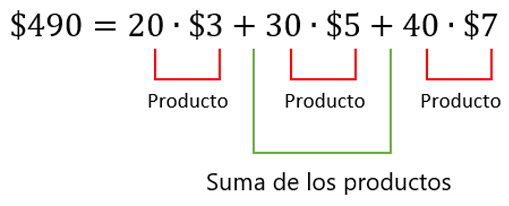 $490 = 20 · $3 + 30 · $5 + 40 · $7
Producto Producto Producto
Suma de los productos